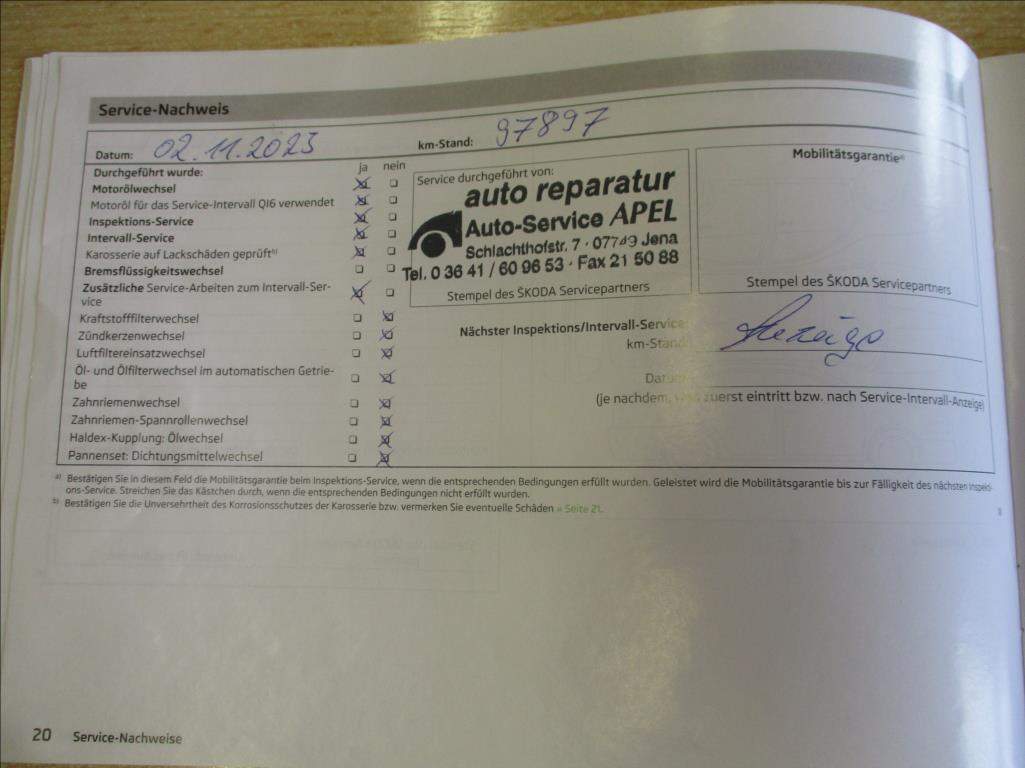 Service-Nachweis
Datum: 02.11.2023 km-Stand: 97897
Durchgeführt wurde: ja nein
Motorölwechsel
Motoröl für das Service-Intervall QI6 verwendet
Inspektions-Service
Intervall-Service
Karosserie auf Lackschäden geprüft b)
Bremsflüssigkeitswechsel
Zusätzliche Service-Arbeiten zum Intervall-Ser-
vice
Kraftstofffilterwechsel
Zündkerzenwechsel
Luftfiltereinsatzwechsel
Öl- und Ölfilterwechsel im automatischen Getrie-
be
Zahnriemenwechsel
Zahnriemen-Spannrollenwechsel
Haldex-Kupplung: Ölwechsel
Pannenset: Dichtungsmittelwechsel
Service durchgeführt von:
auto reparatur
Auto-Service APEL
Schlachthofstr. 7 · 07749 Jena
Tel. 0 36 41 / 60 96 53 · Fax 21 50 88
Stempel des ŠKODA Servicepartners
Mobilitätsgarantie a)
Stempel des ŠKODA Servicepartners
Nächster Inspektions/Intervall-Service
km-Stand:
Datum:
(je nachdem, zuerst eintritt bzw. nach Service-Intervall-Anzeige)
a) Bestätigen Sie in diesem Feld die Mobilitätsgarantie beim Inspektions-Service, wenn die entsprechenden Bedingungen erfüllt wurden. Geleistet wird die Mobilitätsgarantie bis zur Fälligkeit des nächsten Inspekti-
ons-Service. Streichen Sie das Kästchen durch, wenn die entsprechenden Bedingungen nicht erfüllt wurden.
b) Bestätigen Sie die Unversehrtheit des Korrosionsschutzes der Karosserie bzw. vermerken Sie eventuelle Schäden » Seite 21.
20 Service-Nachweise